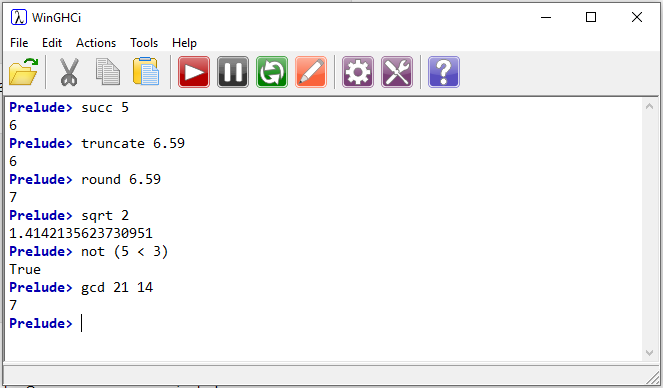 WinGHCi
File Edit Actions Tools Help
Prelude> succ 5
6
Prelude> truncate 6.59
6
Prelude> round 6.59
7
Prelude> sqrt 2
1.4142135623730951
Prelude> not (5 < 3)
True
Prelude> gcd 21 14
7
Prelude>